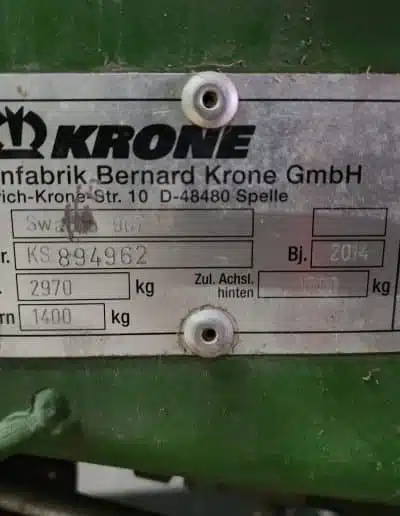 KRONE
nfabrik Bernard Krone GmbH
rich-Krone-Str. 10 D-48480 Spelle
r. KS 894962 Bj. 2014
. 2970 kg Zul. Achsl. hinten kg
rn 1400 kg